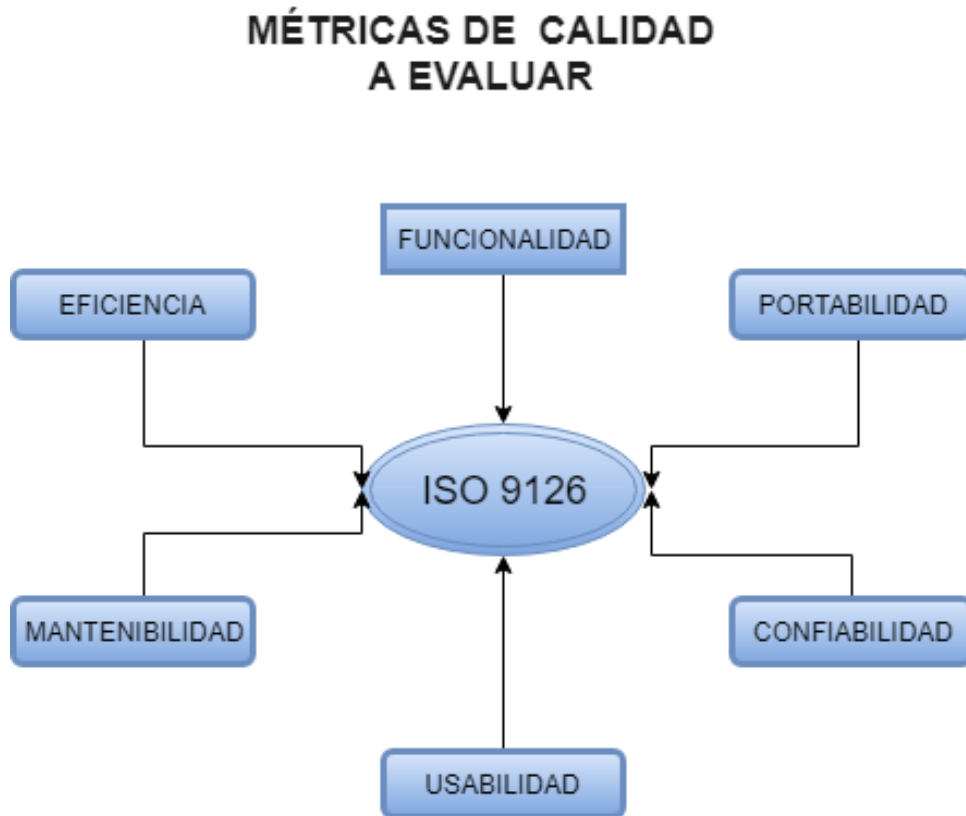 MÉTRICAS DE CALIDAD
A EVALUAR
FUNCIONALIDAD
EFICIENCIA
PORTABILIDAD
ISO 9126
MANTENIBILIDAD
CONFIABILIDAD
USABILIDAD